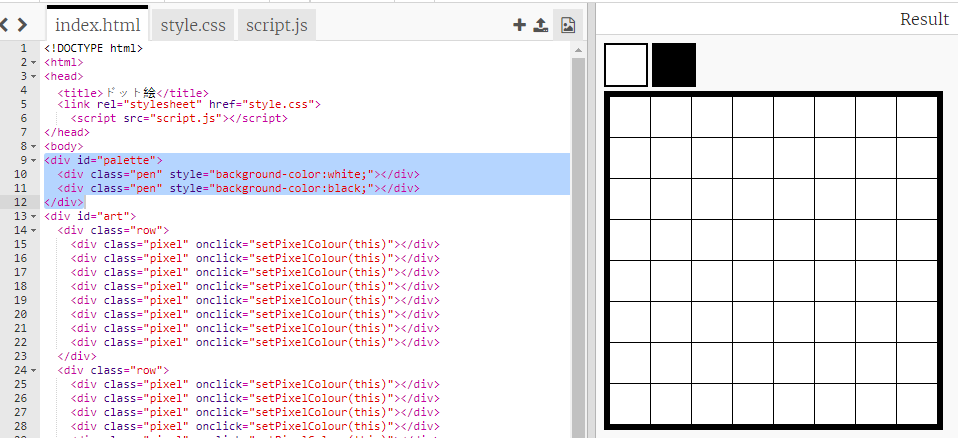 index.html style.css script.js
Result
1 <!DOCTYPE html>
2 <html>
3 <head>
4 <title>ドット絵</title>
5 <link rel="stylesheet" href="style.css">
6 <script src="script.js"></script>
7 </head>
8 <body>
9 <div id="palette">
10 <div class="pen" style="background-color:white;"></div>
11 <div class="pen" style="background-color:black;"></div>
12 </div>
13 <div id="art">
14 <div class="row">
15 <div class="pixel" onclick="setPixelColour(this)"></div>
16 <div class="pixel" onclick="setPixelColour(this)"></div>
17 <div class="pixel" onclick="setPixelColour(this)"></div>
18 <div class="pixel" onclick="setPixelColour(this)"></div>
19 <div class="pixel" onclick="setPixelColour(this)"></div>
20 <div class="pixel" onclick="setPixelColour(this)"></div>
21 <div class="pixel" onclick="setPixelColour(this)"></div>
22 <div class="pixel" onclick="setPixelColour(this)"></div>
23 </div>
24 <div class="row">
25 <div class="pixel" onclick="setPixelColour(this)"></div>
26 <div class="pixel" onclick="setPixelColour(this)"></div>
27 <div class="pixel" onclick="setPixelColour(this)"></div>
28 <div class="pixel" onclick="setPixelColour(this)"></div>